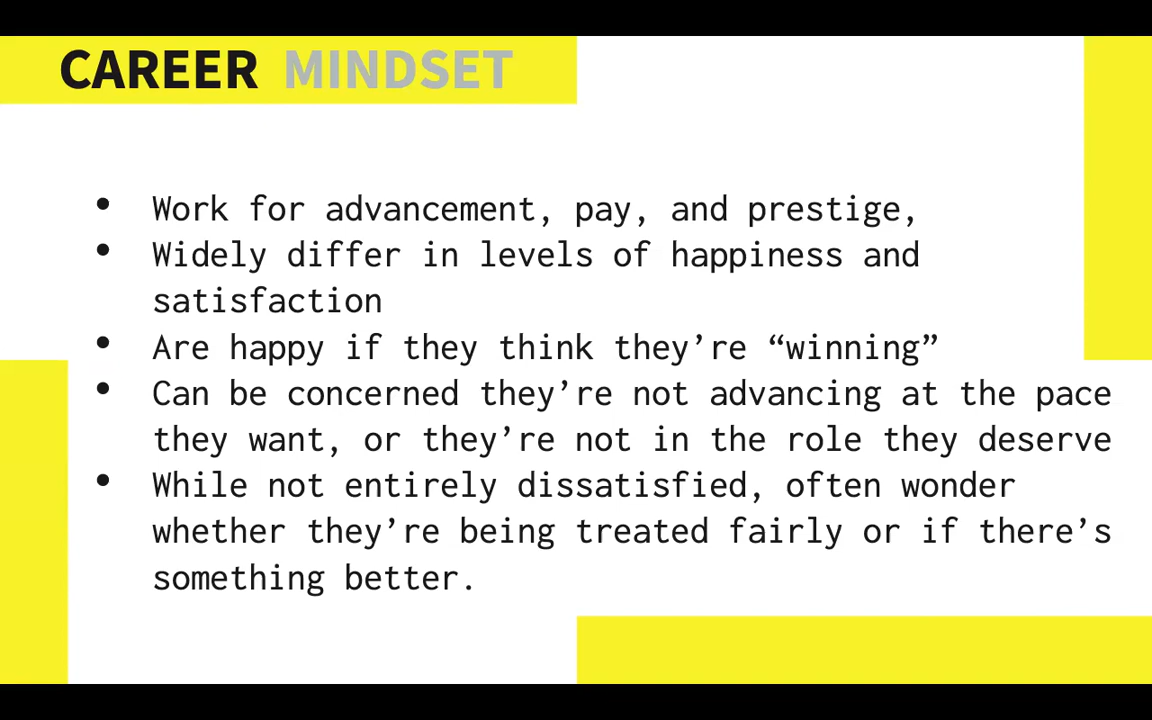 CAREER MINDSET
• Work for advancement, pay, and prestige,
• Widely differ in levels of happiness and
satisfaction
• Are happy if they think they’re “winning”
• Can be concerned they’re not advancing at the pace
they want, or they’re not in the role they deserve
• While not entirely dissatisfied, often wonder
whether they’re being treated fairly or if there’s
something better.